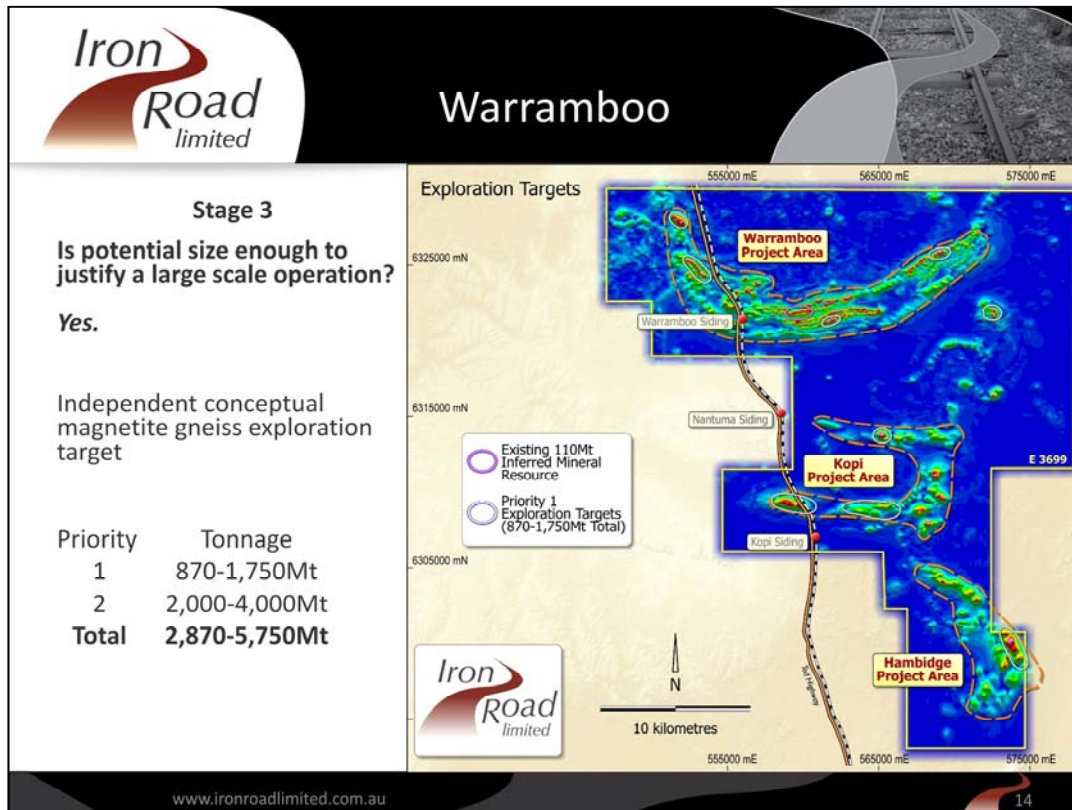 Iron
Road
limited
Warramboo
Stage 3
Is potential size enough to
justify a large scale operation?
Yes.
Independent conceptual
magnetite gneiss exploration
target
Priority Tonnage
1 870-1,750Mt
2 2,000-4,000Mt
Total 2,870-5,750Mt
555000 mE 565000 mE 575000 mE
Exploration Targets
Warramboo
Project Area
6325000 mN
Warramboo Siding
6315000 mN
Nantuma Siding
Existing 110Mt
Inferred Mineral
Resource
Priority 1
Exploration Targets
(870-1,750Mt Total)
Kopi
Project Area
E 3699
Kopi Siding
6305000 mN
Hambidge
Project Area
Tod Highway
Iron
Road
limited
N
10 kilometres
555000 mE 565000 mE 575000 mE
www.ironroadlimited.com.au
14